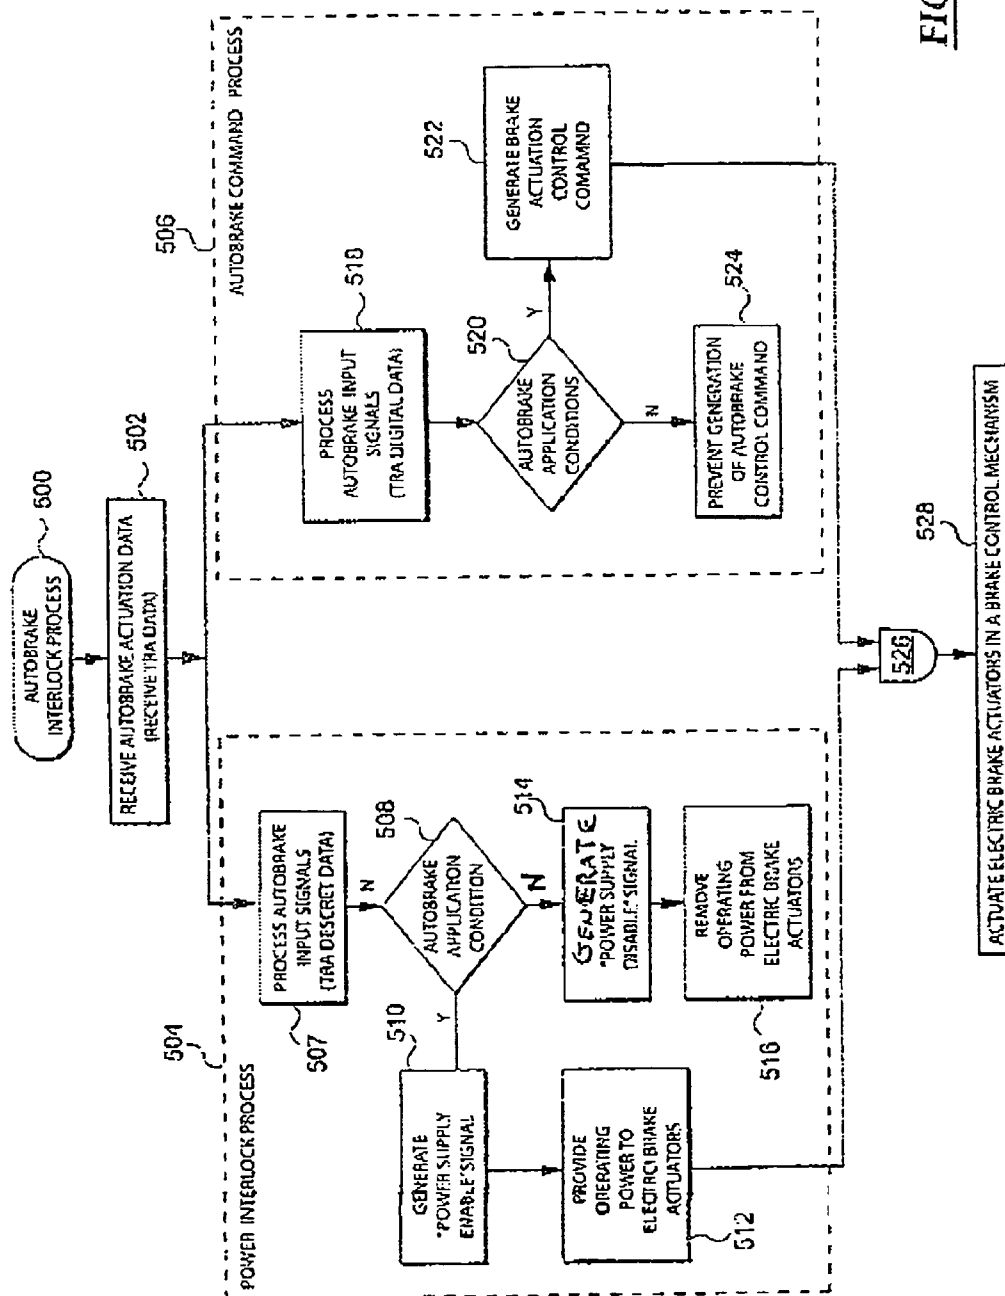 AUTOBRAKE
INTERLOCK PROCESS
500
RECEIVE AUTOBRAKE ACTUATION DATA
(RECEIVE TRA DATA)
502
504
POWER INTERLOCK PROCESS
PROCESS AUTOBRAKE
INPUT SIGNALS
(TRA DESCRET DATA)
507
N
AUTOBRAKE
APPLICATION
CONDITION
508
Y
N
510
GENERATE
"POWER SUPPLY
ENABLE"SIGNAL
PROVIDE
OPERATING
POWER TO
ELECTRCI BRAKE
ACTUATORS
512
514
GENERATE
"POWER SUPPLY
DISABLE"SIGNAL
REMOVE
OPERATING
POWER FROM
ELECTRIC BRAKE
ACTUATORS
516
506
AUTOBRAKE COMMAND PROCESS
PROCESS
AUTOBRAKE INPUT
SIGNALS
(TRA DIGITAL DATA)
518
AUTOBRAKE
APPLICATION
CONDITIONS
520
Y
N
522
GENERATE BRAKE
ACTUATION
CONTROL
COMAMND
PREVENT GENERATION
OF AUTOBRAKE
CONTROL COMMAND
524
526
528
ACTUATE ELECTRIC BRAKE ACTUATORS IN A BRAKE CONTROL MECHANISM